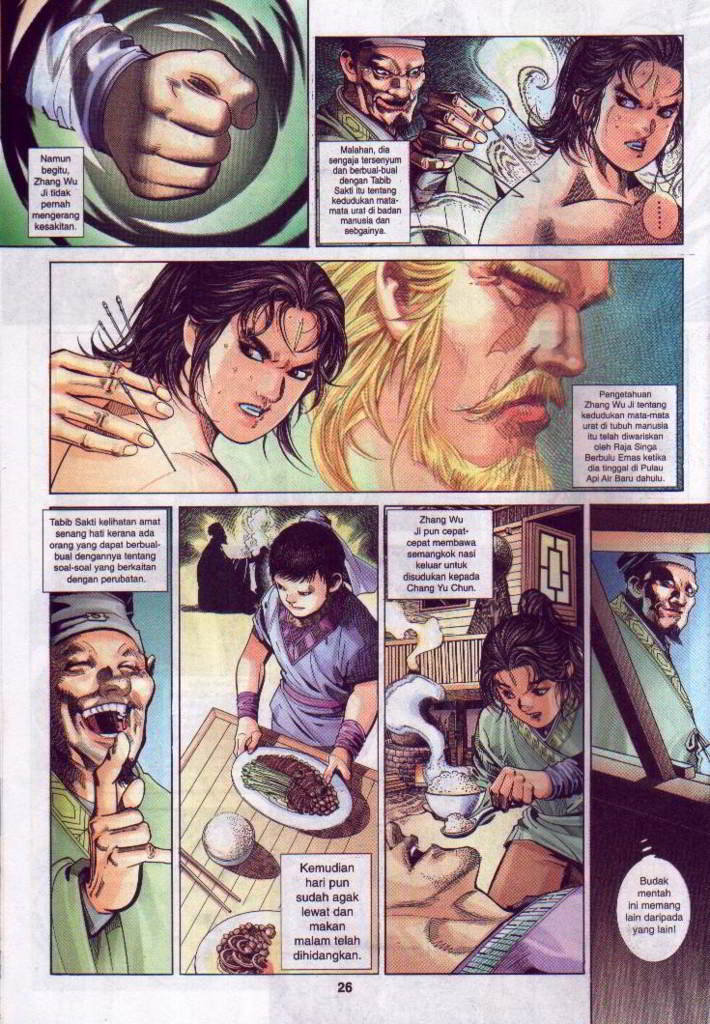 Namun
begitu,
Zhang Wu
Ji tidak
pernah
mengerang
kesakitan.
Malahan, dia
sengaja tersenyum
dan berbual-bual
dengan Tabib
Sakti itu tentang
kedudukan mata-
mata urat di badan
manusia dan
sebgainya.
......
Pengetahuan
Zhang Wu Ji tentang
kedudukan mata-mata
urat di tubuh manusia
itu telah diwariskan
oleh Raja Singa
Berbulu Emas ketika
dia tinggal di Pulau
Api Air Baru dahulu.
Tabib Sakti kelihatan amat
senang hati kerana ada
orang yang dapat berbual-
bual dengannya tentang
soal-soal yang berkaitan
dengan perubatan.
Kemudian
hari pun
sudah agak
lewat dan
makan
malam telah
dihidangkan.
Zhang Wu
Ji pun cepat-
cepat membawa
semangkok nasi
keluar untuk
disudukan kepada
Chang Yu Chun.
Budak
mentah
ini memang
lain daripada
yang lain!
26